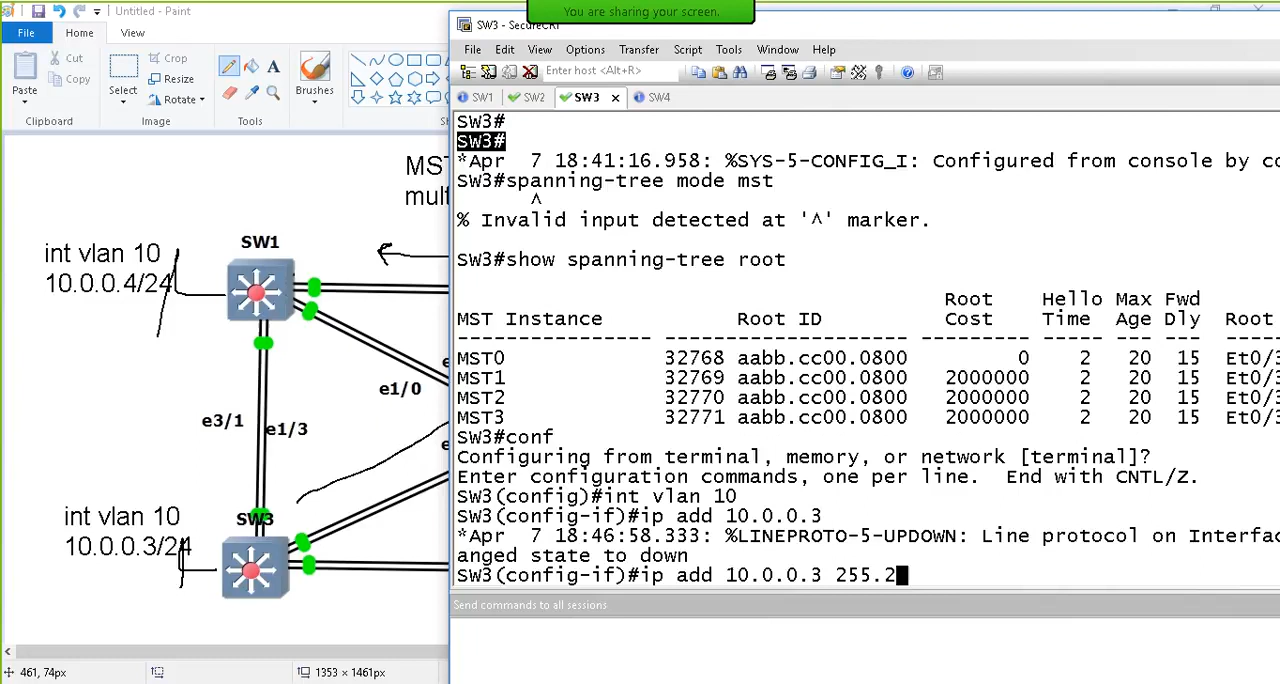 Untitled - Paint
You are sharing your screen.
File
Home
View
Paste
Cut
Copy
Clipboard
Select
Crop
Resize
Rotate
Image
Tools
Brushes
SW3 - SecureCRT
File Edit View Options Transfer Script Tools Window Help
Enter host <Alt+R>
SW1 SW2 SW3 SW4
SW3#
SW3#
*Apr 7 18:41:16.958: %SYS-5-CONFIG_I: Configured from console by co
SW3#spanning-tree mode mst
^
% Invalid input detected at '^' marker.
SW3#show spanning-tree root
Root Hello Max Fwd
MST Instance Root ID Cost Time Age Dly Root
---------------- -------------------- --------- ----- --- ---
MST0 32768 aabb.cc00.0800 0 2 20 15 Et0/3
MST1 32769 aabb.cc00.0800 2000000 2 20 15 Et0/3
MST2 32770 aabb.cc00.0800 2000000 2 20 15 Et0/3
MST3 32771 aabb.cc00.0800 2000000 2 20 15 Et0/3
SW3#conf
Configuring from terminal, memory, or network [terminal]?
Enter configuration commands, one per line. End with CNTL/Z.
SW3(config)#int vlan 10
SW3(config-if)#ip add 10.0.0.3
*Apr 7 18:46:58.333: %LINEPROTO-5-UPDOWN: Line protocol on Interfac
anged state to down
SW3(config-if)#ip add 10.0.0.3 255.2
Send commands to all sessions
MST
mult
int vlan 10
10.0.0.4/24
SW1
e1/0
e3/1
e1/3
int vlan 10
10.0.0.3/24
SW3
461, 74px
1353 × 1461px